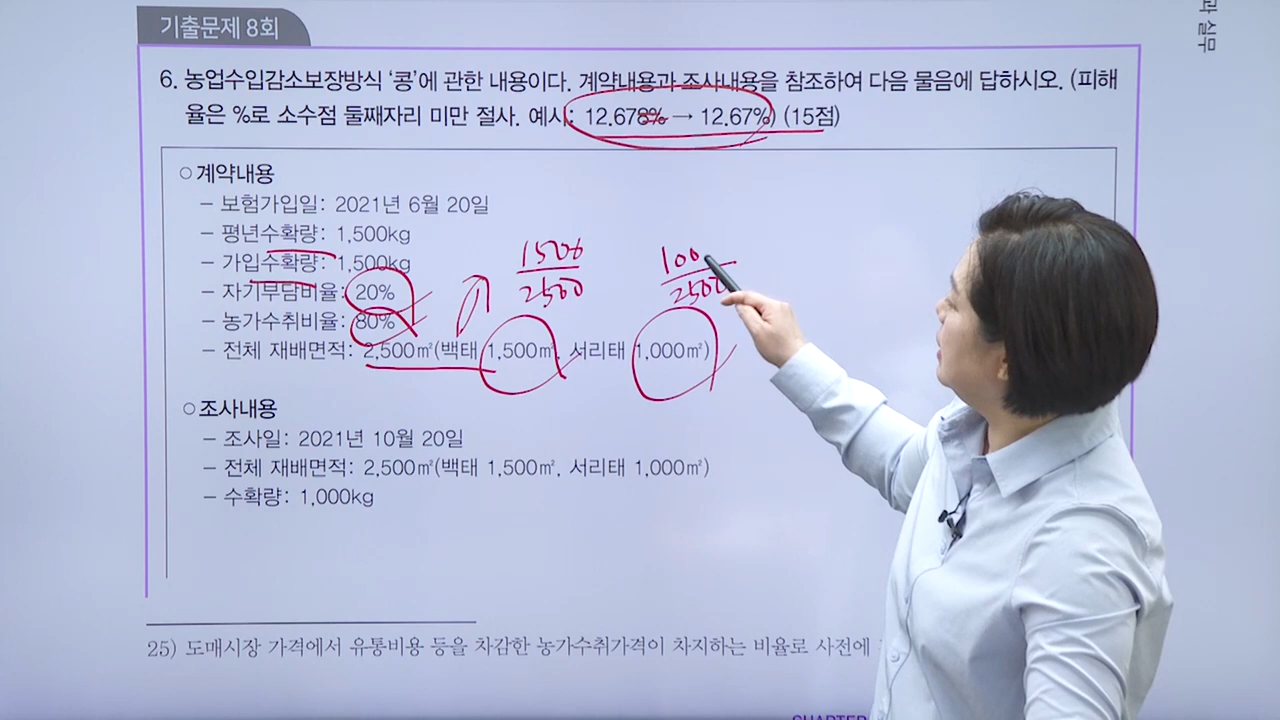 기출문제 8회
과 실무
6. 농업수입감소보장방식 ‘콩’에 관한 내용이다. 계약내용과 조사내용을 참조하여 다음 물음에 답하시오. (피해
율은 %로 소수점 둘째자리 미만 절사. 예시: 12.678% → 12.67%) (15점)
○ 계약내용
– 보험가입일: 2021년 6월 20일
– 평년수확량: 1,500kg
– 가입수확량: 1,500kg
– 자기부담비율: 20%
– 농가수취비율: 80%
– 전체 재배면적: 2,500㎡(백태 1,500㎡, 서리태 1,000㎡)
1500
2500
100
2500
○ 조사내용
– 조사일: 2021년 10월 20일
– 전체 재배면적: 2,500㎡(백태 1,500㎡, 서리태 1,000㎡)
– 수확량: 1,000kg
25) 도매시장 가격에서 유통비용 등을 차감한 농가수취가격이 차지하는 비율로 사전에
CHAPTER